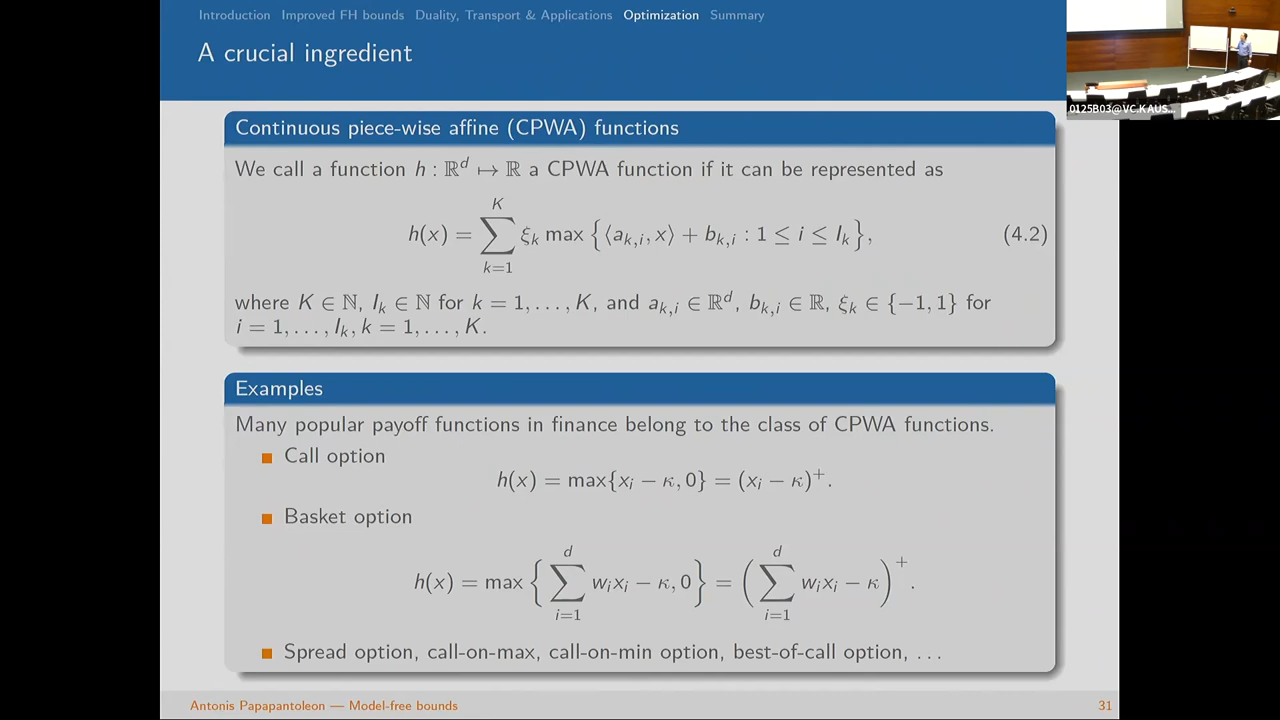 Introduction Improved FH bounds Duality, Transport & Applications Optimization Summary
A crucial ingredient
0125B03@VC.KAUS...
Continuous piece-wise affine (CPWA) functions
We call a function h : ℝ^d ↦ ℝ a CPWA function if it can be represented as
h(x) = ∑_{k=1}^{K} ξ_k max {⟨a_{k,i}, x⟩ + b_{k,i} : 1 ≤ i ≤ I_k}, (4.2)
where K ∈ ℕ, I_k ∈ ℕ for k = 1, . . . , K, and a_{k,i} ∈ ℝ^d, b_{k,i} ∈ ℝ, ξ_k ∈ {−1, 1} for
i = 1, . . . , I_k, k = 1, . . . , K.
Examples
Many popular payoff functions in finance belong to the class of CPWA functions.
Call option
h(x) = max{x_i − κ, 0} = (x_i − κ)^+.
Basket option
h(x) = max {∑_{i=1}^{d} w_i x_i − κ, 0} = (∑_{i=1}^{d} w_i x_i − κ)^+.
Spread option, call-on-max, call-on-min option, best-of-call option, . . .
Antonis Papapantoleon — Model-free bounds 31